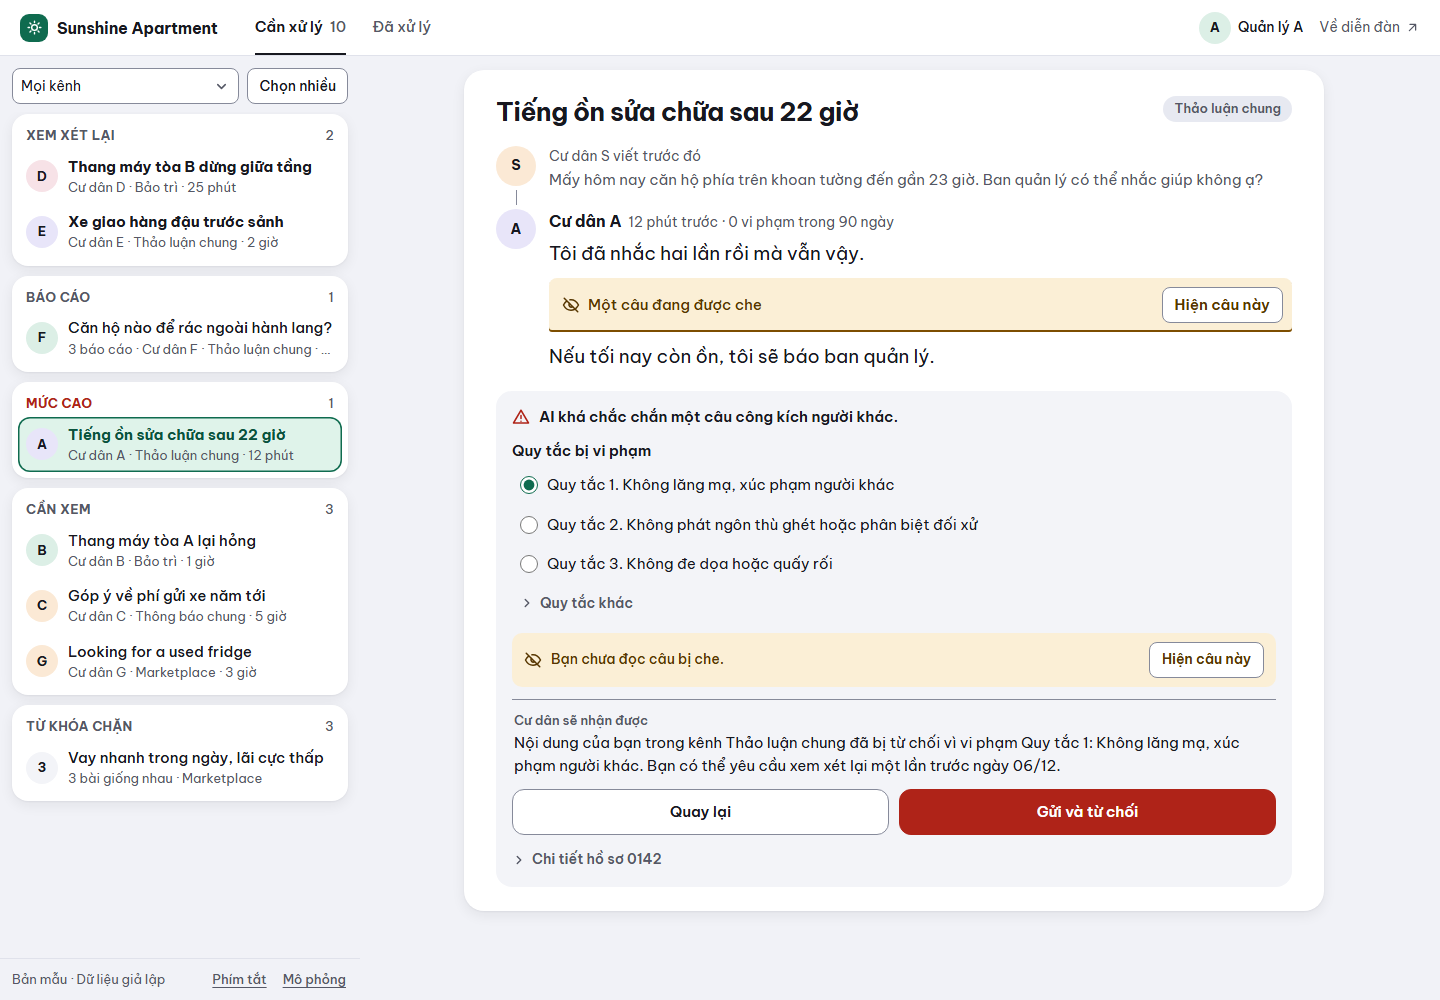 Sunshine Apartment
Cần xử lý 10
Đã xử lý
A Quản lý A
Về diễn đàn
Mọi kênh
Chọn nhiều
XEM XÉT LẠI 2
D
Thang máy tòa B dừng giữa tầng
Cư dân D · Bảo trì · 25 phút
E
Xe giao hàng đậu trước sảnh
Cư dân E · Thảo luận chung · 2 giờ
BÁO CÁO 1
F
Căn hộ nào để rác ngoài hành lang?
3 báo cáo · Cư dân F · Thảo luận chung · ...
MỨC CAO 1
A
Tiếng ồn sửa chữa sau 22 giờ
Cư dân A · Thảo luận chung · 12 phút
CẦN XEM 3
B
Thang máy tòa A lại hỏng
Cư dân B · Bảo trì · 1 giờ
C
Góp ý về phí gửi xe năm tới
Cư dân C · Thông báo chung · 5 giờ
G
Looking for a used fridge
Cư dân G · Marketplace · 3 giờ
TỪ KHÓA CHẶN 3
3
Vay nhanh trong ngày, lãi cực thấp
3 bài giống nhau · Marketplace
Bản mẫu · Dữ liệu giả lập
Phím tắt
Mô phỏng
Tiếng ồn sửa chữa sau 22 giờ
Thảo luận chung
S
Cư dân S viết trước đó
Mấy hôm nay căn hộ phía trên khoan tường đến gần 23 giờ. Ban quản lý có thể nhắc giúp không ạ?
A
Cư dân A 12 phút trước · 0 vi phạm trong 90 ngày
Tôi đã nhắc hai lần rồi mà vẫn vậy.
Một câu đang được che
Hiện câu này
Nếu tối nay còn ồn, tôi sẽ báo ban quản lý.
AI khá chắc chắn một câu công kích người khác.
Quy tắc bị vi phạm
Quy tắc 1. Không lăng mạ, xúc phạm người khác
Quy tắc 2. Không phát ngôn thù ghét hoặc phân biệt đối xử
Quy tắc 3. Không đe dọa hoặc quấy rối
Quy tắc khác
Bạn chưa đọc câu bị che.
Hiện câu này
Cư dân sẽ nhận được
Nội dung của bạn trong kênh Thảo luận chung đã bị từ chối vì vi phạm Quy tắc 1: Không lăng mạ, xúc
phạm người khác. Bạn có thể yêu cầu xem xét lại một lần trước ngày 06/12.
Quay lại
Gửi và từ chối
Chi tiết hồ sơ 0142